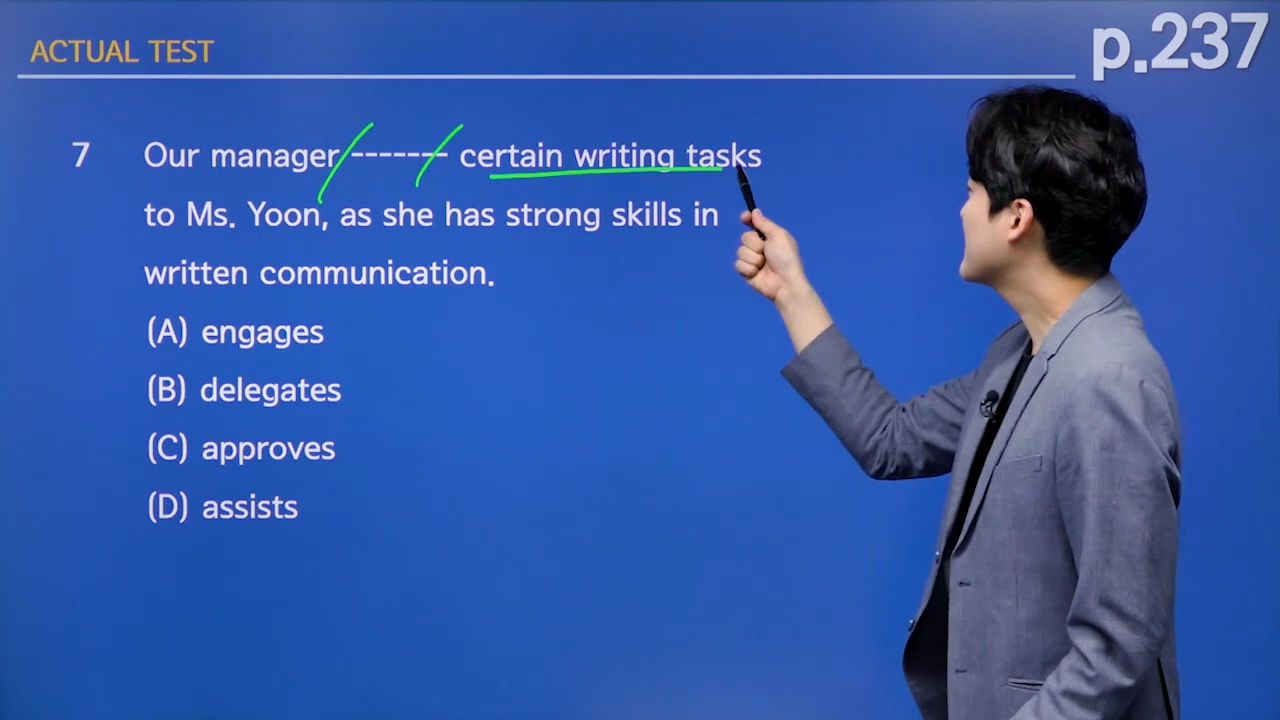 ACTUAL TEST
p.237
7 Our manager ------- certain writing tasks
to Ms. Yoon, as she has strong skills in
written communication.
(A) engages
(B) delegates
(C) approves
(D) assists